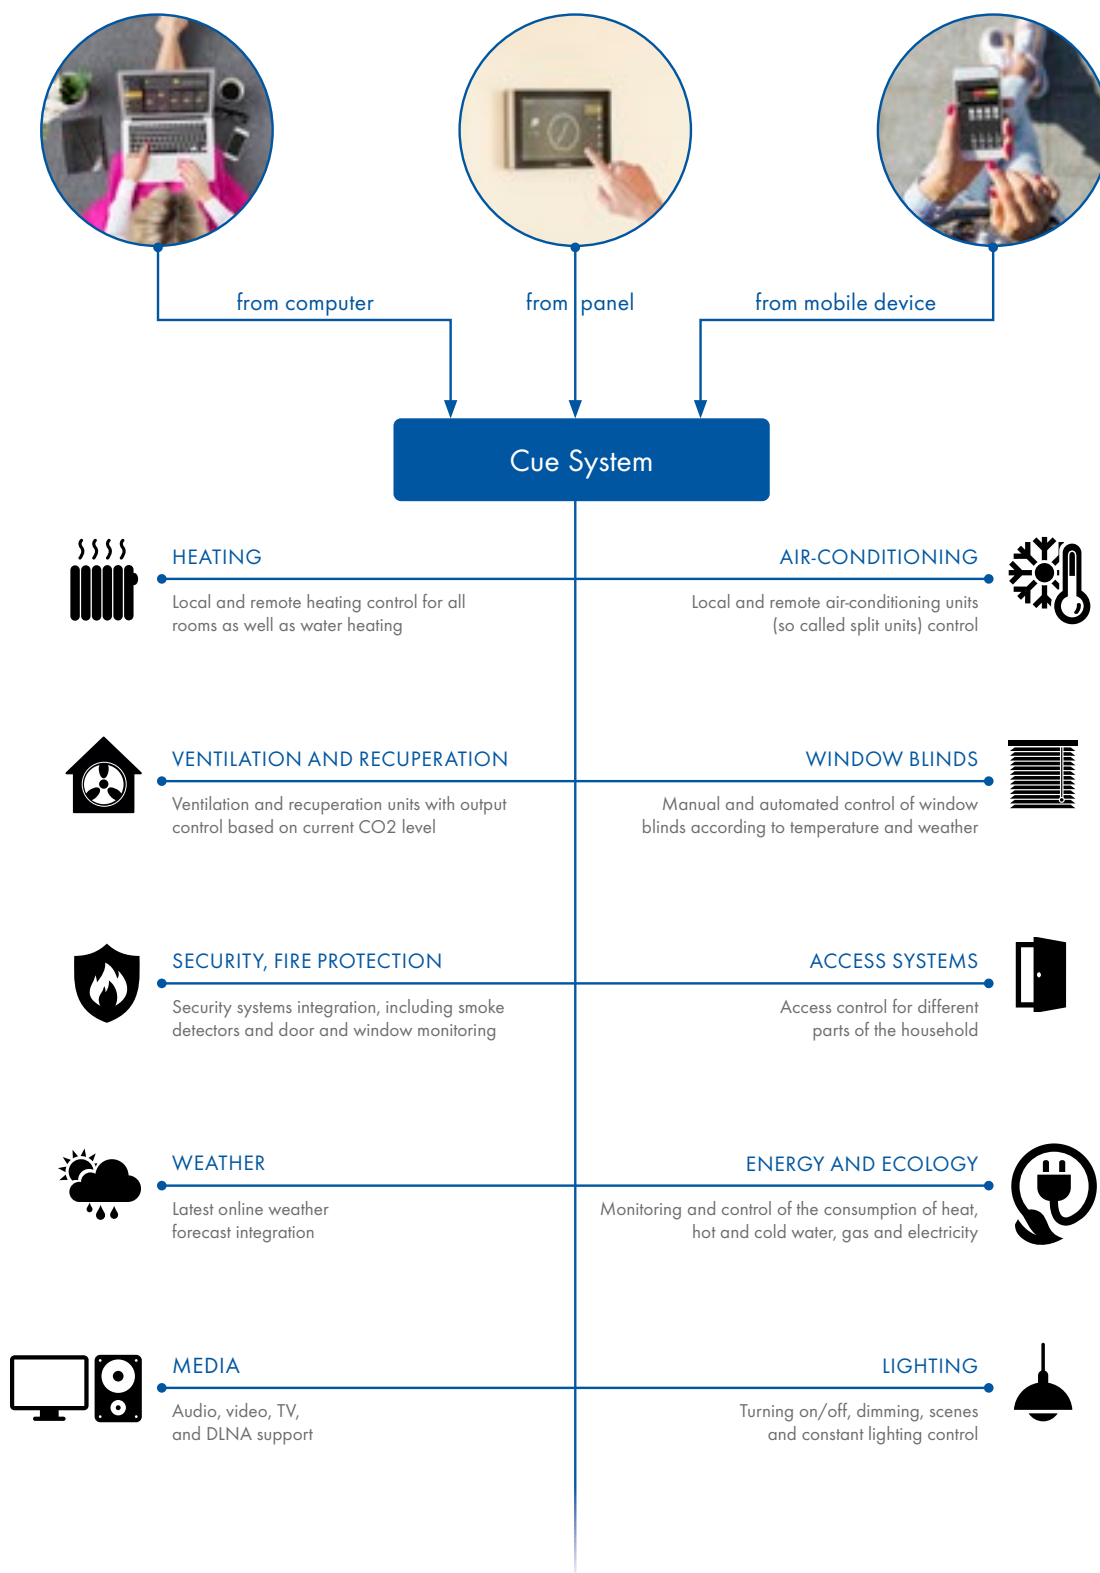 from computer
from panel
from mobile device
Cue System
HEATING
Local and remote heating control for all
rooms as well as water heating
AIR-CONDITIONING
Local and remote air-conditioning units
(so called split units) control
VENTILATION AND RECUPERATION
Ventilation and recuperation units with output
control based on current CO2 level
WINDOW BLINDS
Manual and automated control of window
blinds according to temperature and weather
SECURITY, FIRE PROTECTION
Security systems integration, including smoke
detectors and door and window monitoring
ACCESS SYSTEMS
Access control for different
parts of the household
WEATHER
Latest online weather
forecast integration
ENERGY AND ECOLOGY
Monitoring and control of the consumption of heat,
hot and cold water, gas and electricity
MEDIA
Audio, video, TV,
and DLNA support
LIGHTING
Turning on/off, dimming, scenes
and constant lighting control